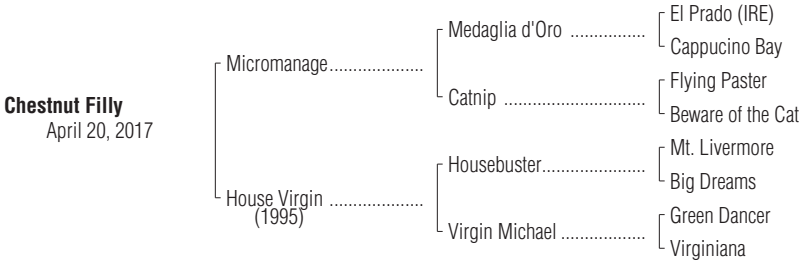 El Prado (IRE)
Medaglia d'Oro ................
Cappucino Bay
Micromanage....................
Flying Paster
Catnip ..............................
Beware of the Cat
Chestnut Filly
April 20, 2017
Mt. Livermore
Housebuster......................
Big Dreams
House Virgin ....................
(1995)
Green Dancer
Virgin Michael ..................
Virginiana